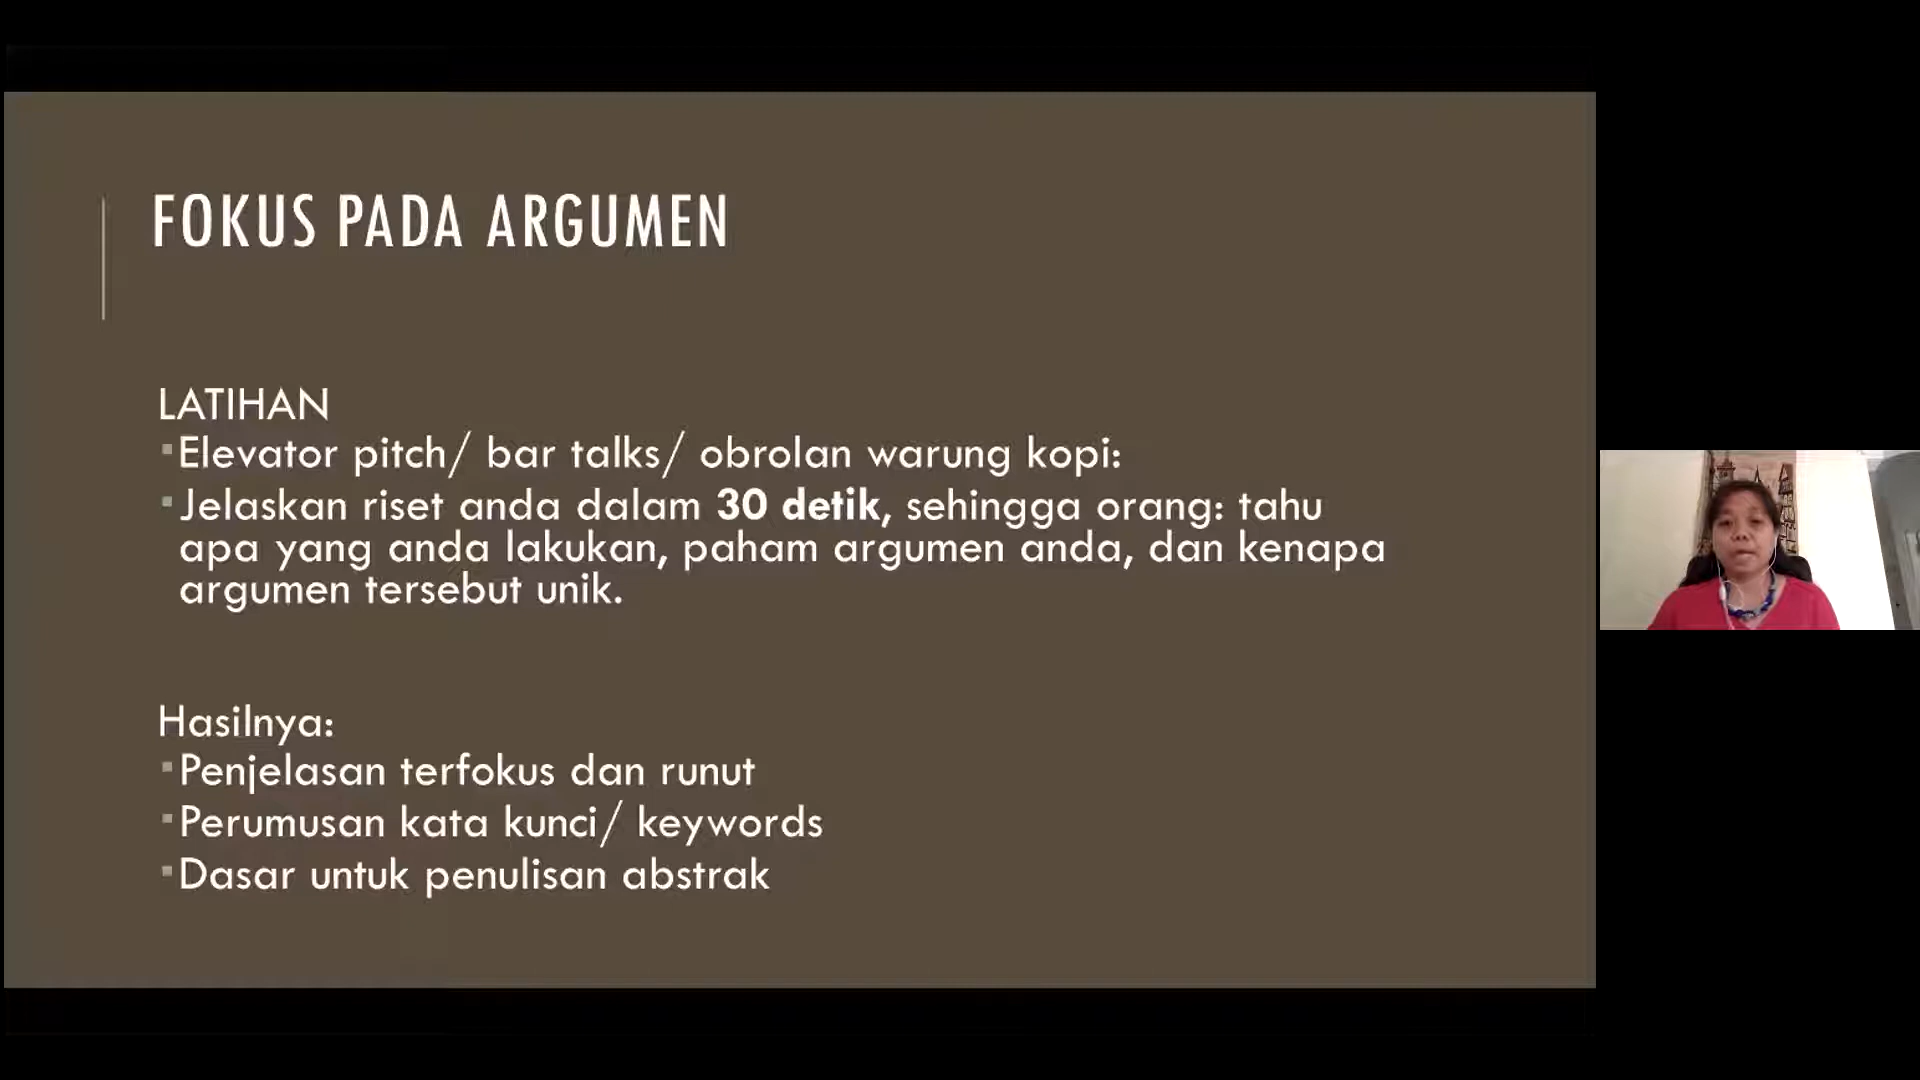 FOKUS PADA ARGUMEN
LATIHAN
▪Elevator pitch/ bar talks/ obrolan warung kopi:
▪Jelaskan riset anda dalam 30 detik, sehingga orang: tahu
apa yang anda lakukan, paham argumen anda, dan kenapa
argumen tersebut unik.
Hasilnya:
▪Penjelasan terfokus dan runut
▪Perumusan kata kunci/ keywords
▪Dasar untuk penulisan abstrak